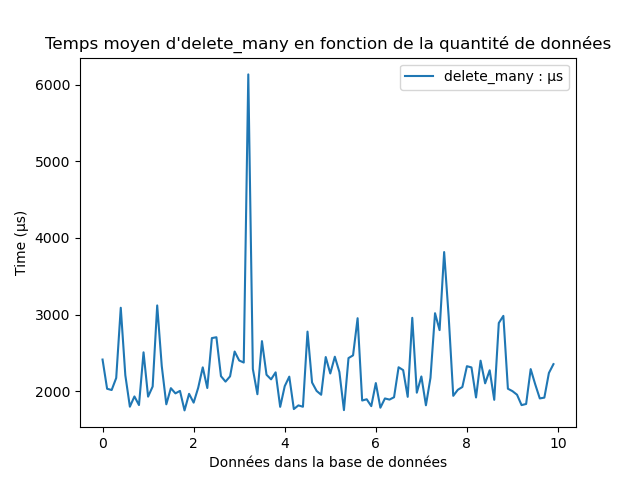 Temps moyen d'delete_many en fonction de la quantité de données
delete_many : µs
6000
5000
4000
3000
2000
Time (µs)
0 2 4 6 8 10
Données dans la base de données